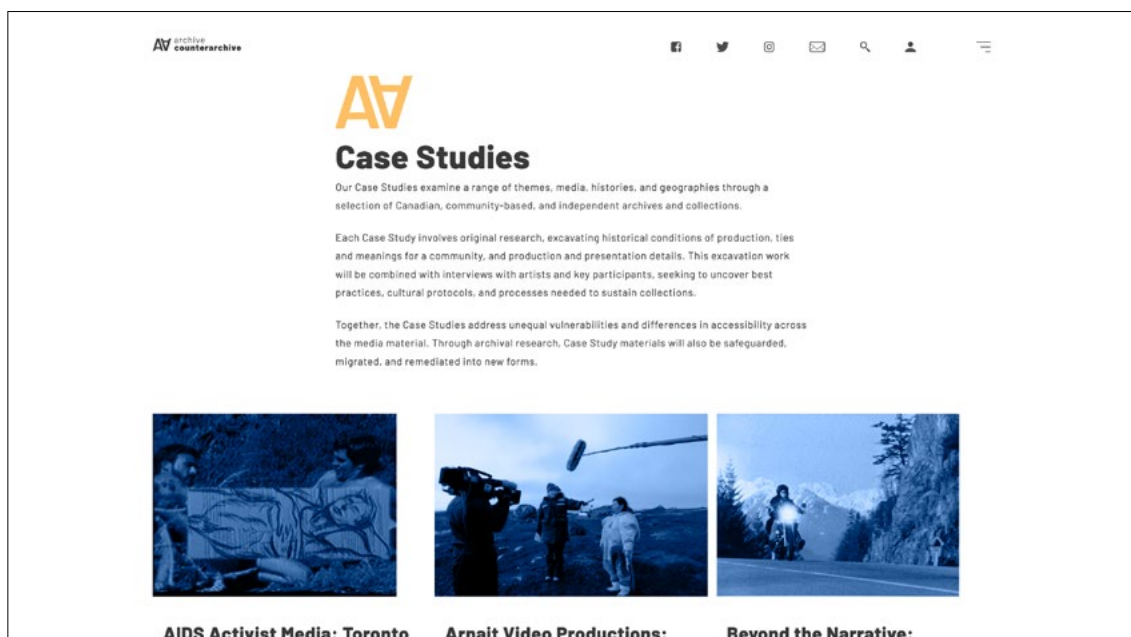 archive
counterarchive
Case Studies
Our Case Studies examine a range of themes, media, histories, and geographies through a
selection of Canadian, community-based, and independent archives and collections.
Each Case Study involves original research, excavating historical conditions of production, ties
and meanings for a community, and production and presentation details. This excavation work
will be combined with interviews with artists and key participants, seeking to uncover best
practices, cultural protocols, and processes needed to sustain collections.
Together, the Case Studies address unequal vulnerabilities and differences in accessibility across
the media material. Through archival research, Case Study materials will also be safeguarded,
migrated, and remediated into new forms.
AIDS Activist Media: Toronto
Arnait Video Productions:
Beyond the Narrative: